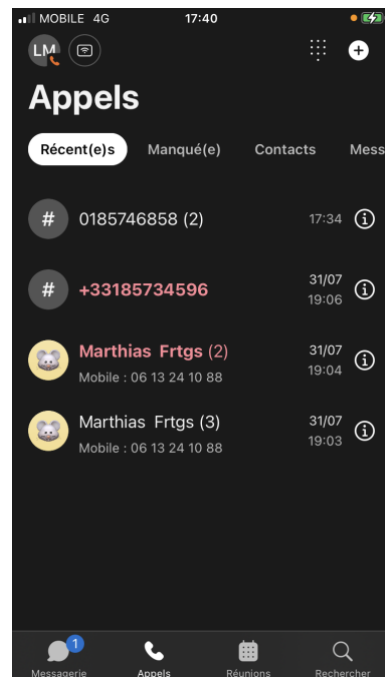 MOBILE 4G 17:40
LM
Appels
Récent(e)s Manqué(e) Contacts Mess
# 0185746858 (2) 17:34
# +33185734596 31/07
19:06
Marthias Frtgs (2) 31/07
Mobile : 06 13 24 10 88 19:04
Marthias Frtgs (3) 31/07
Mobile : 06 13 24 10 88 19:03
1
Messagerie Appels Réunions Rechercher